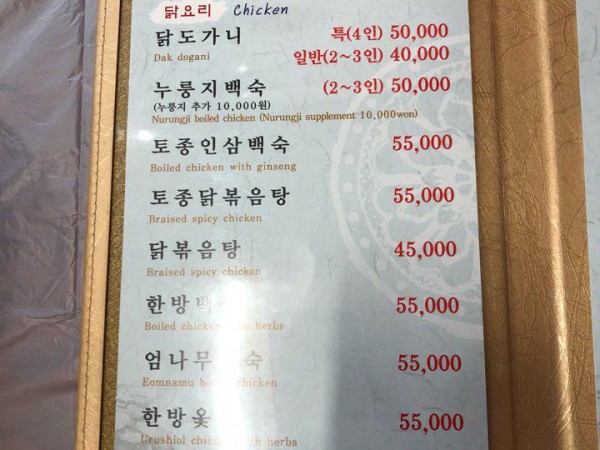 닭요리 Chicken
닭도가니 특(4인) 50,000
Dak dogani 일반(2~3인) 40,000
누룽지백숙 (2~3인) 50,000
(누룽지 추가 10,000원)
Nurungji boiled chicken (Nurungji supplement 10,000won)
토종인삼백숙 55,000
Boiled chicken with ginseng
토종닭볶음탕 55,000
Braised spicy chicken
닭볶음탕 45,000
Braised spicy chickan
한방백 55,000
Boiled chicken with herbs
엄나무 숙 55,000
Eomnamu chicken
한방옻 55,000
Urushiol with herbs